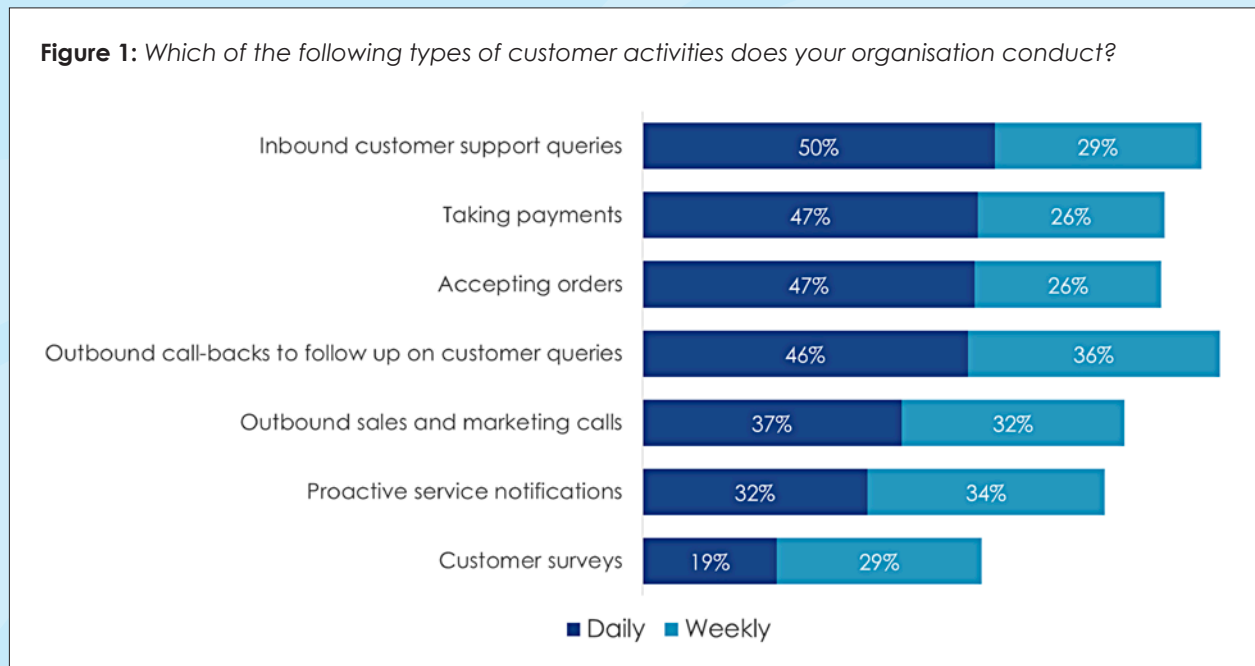 Figure 1: Which of the following types of customer activities does your organisation conduct?
Inbound customer support queries 50% 29%
Taking payments 47% 26%
Accepting orders 47% 26%
Outbound call-backs to follow up on customer queries 46% 36%
Outbound sales and marketing calls 37% 32%
Proactive service notifications 32% 34%
Customer surveys 19% 29%
Daily Weekly